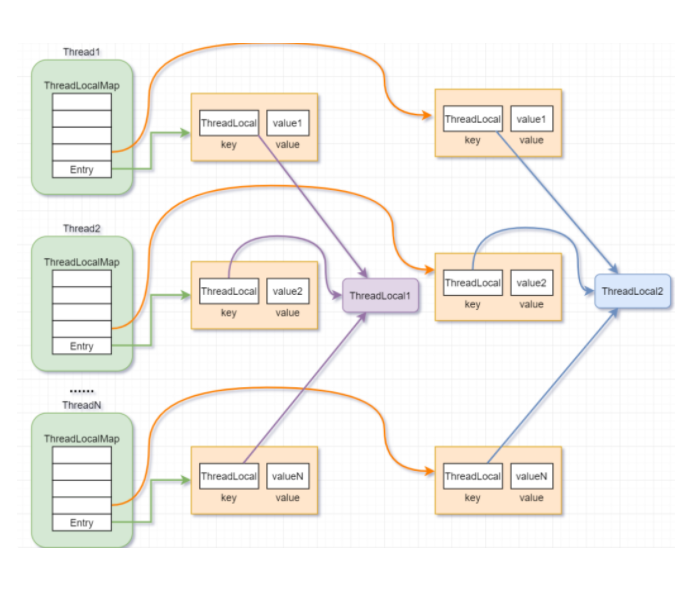 Thread1
ThreadLocalMap
Entry
ThreadLocal value1
key value
ThreadLocal value1
key value
Thread2
ThreadLocalMap
Entry
ThreadLocal value2
key value
ThreadLocal1
ThreadLocal value2
key value
ThreadLocal2
......
ThreadN
ThreadLocalMap
Entry
ThreadLocal valueN
key value
ThreadLocal valueN
key value